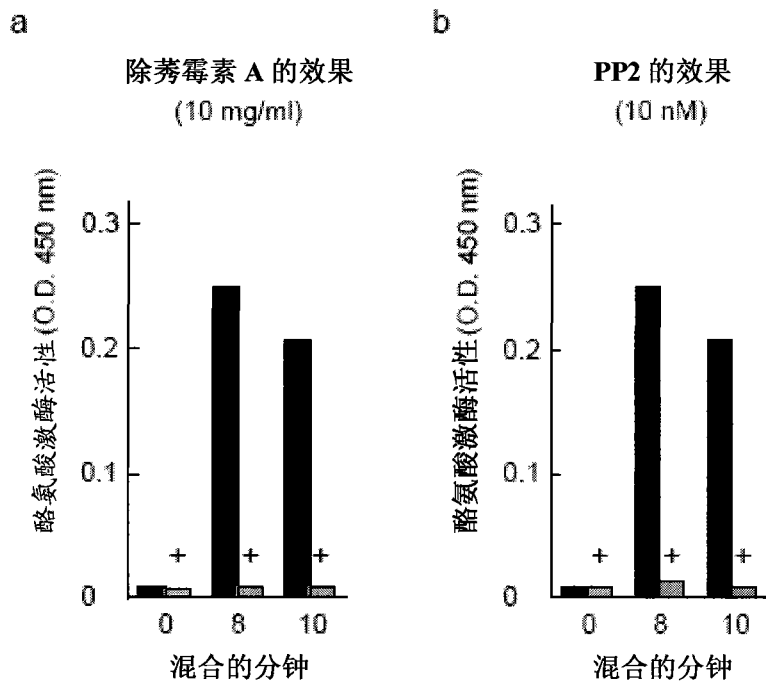 a
除莠霉素 A 的效果
(10 mg/ml)
酪氨酸激酶活性 (O.D. 450 nm)
0.3
0.2
0.1
0
+ + +
0 8 10
混合的分钟
b
PP2 的效果
(10 nM)
酪氨酸激酶活性 (O.D. 450 nm)
0.3
0.2
0.1
0
+ + +
0 8 10
混合的分钟